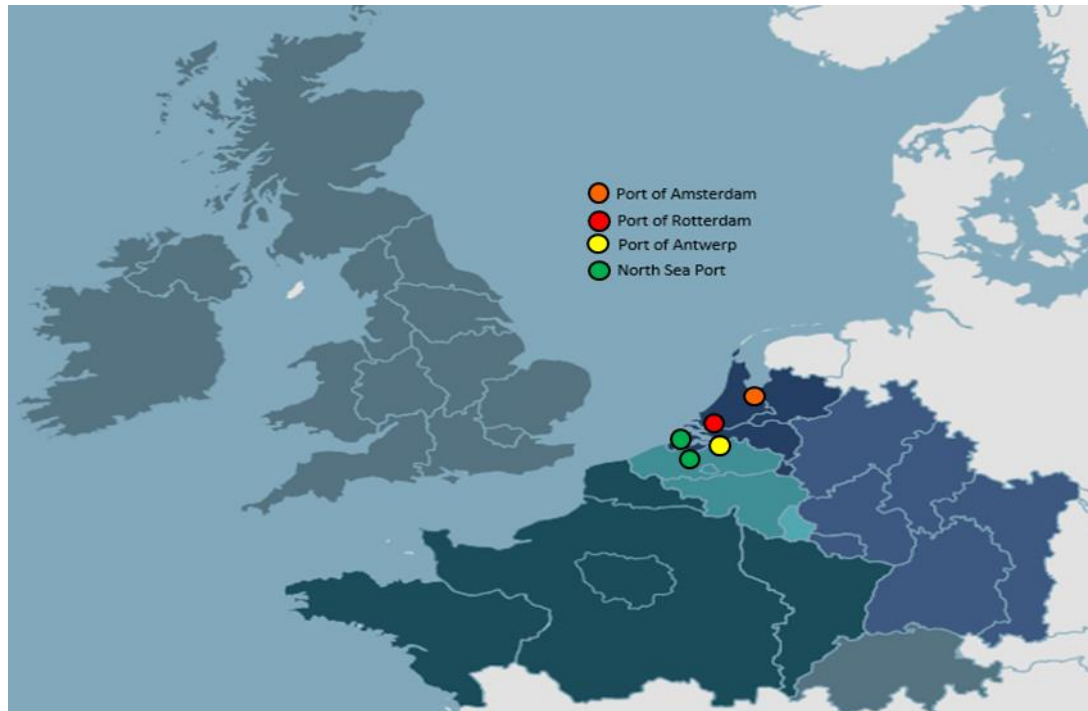 Port of Amsterdam
Port of Rotterdam
Port of Antwerp
North Sea Port